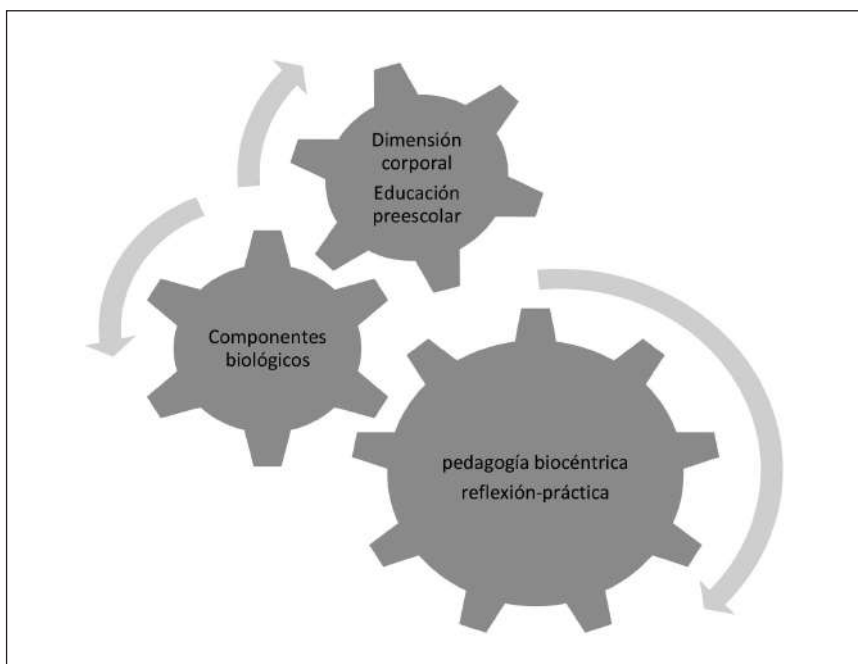 Dimensión
corporal
Educación
preescolar
Componentes
biológicos
pedagogía biocéntrica
reflexión-práctica